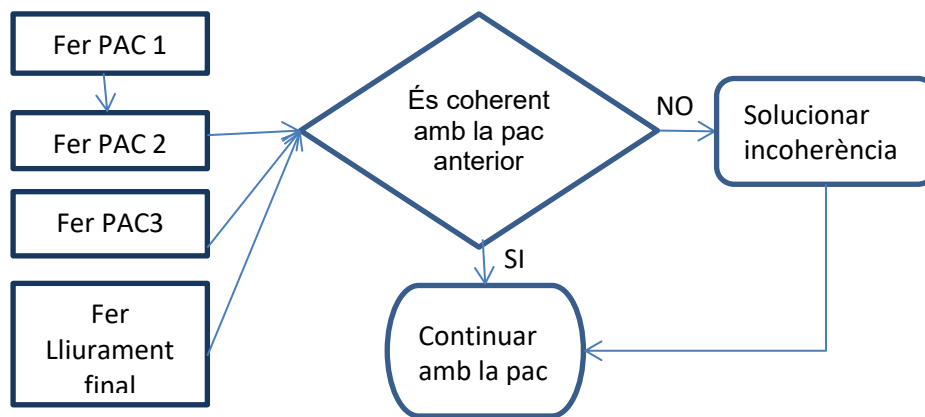 Fer PAC 1
Fer PAC 2
Fer PAC3
Fer
Lliurament
final
És coherent
amb la pac
anterior
NO
Solucionar
incoherència
SI
Continuar
amb la pac